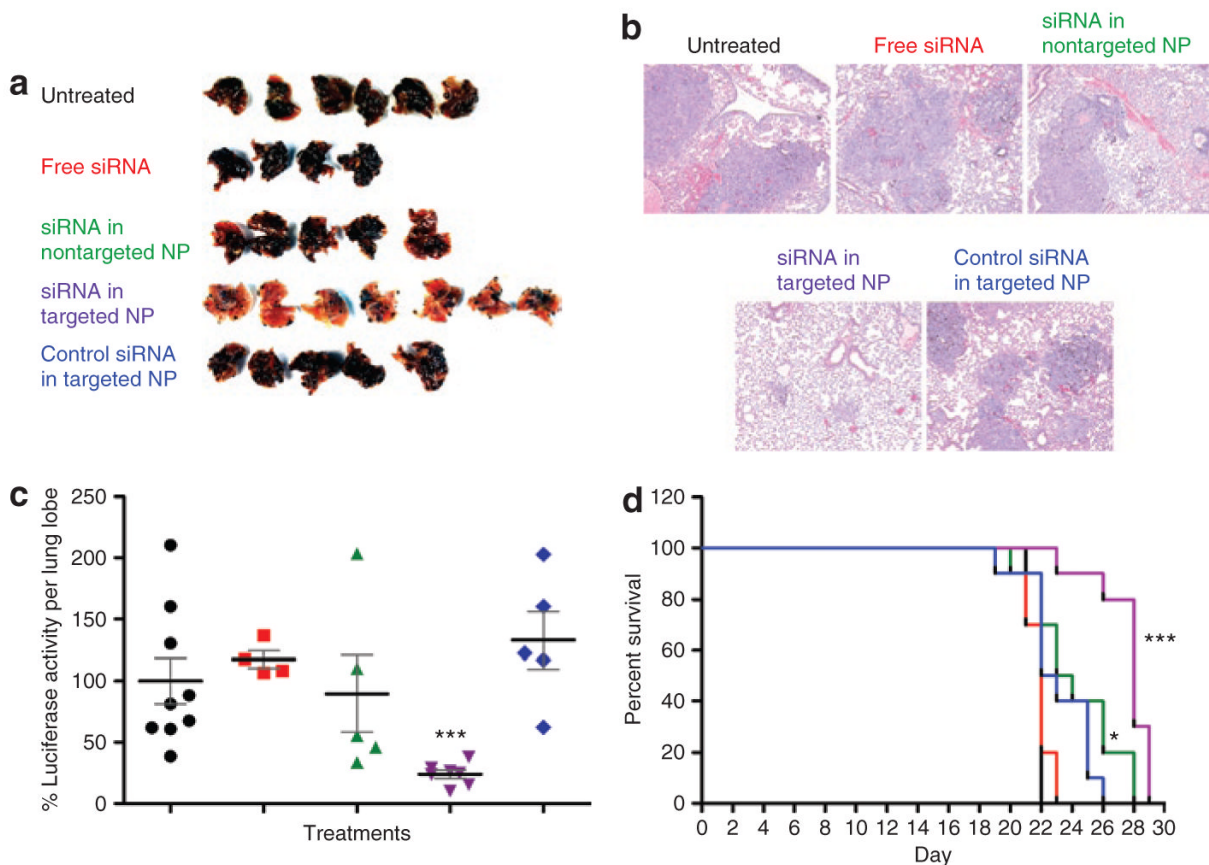 a
Untreated
Free siRNA
siRNA in
nontargeted NP
siRNA in
targeted NP
Control siRNA
in targeted NP
b
Untreated
Free siRNA
siRNA in
nontargeted NP
siRNA in
targeted NP
Control siRNA
in targeted NP
c
% Luciferase activity per lung lobe
250
200
150
100
50
0
***
Treatments
d
Percent survival
120
100
80
60
40
20
0
***
*
0 2 4 6 8 10 12 14 16 18 20 22 24 26 28 30
Day